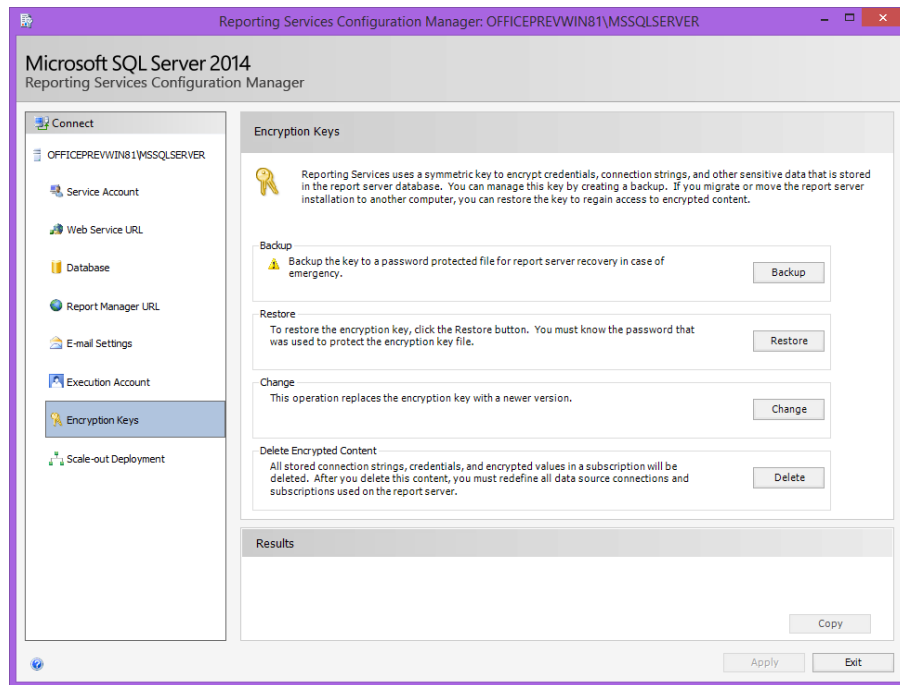 Reporting Services Configuration Manager: OFFICEPREVWIN81\MSSQLSERVER
Microsoft SQL Server 2014
Reporting Services Configuration Manager
Connect
OFFICEPREVWIN81\MSSQLSERVER
Service Account
Web Service URL
Database
Report Manager URL
E-mail Settings
Execution Account
Encryption Keys
Scale-out Deployment
Encryption Keys
Reporting Services uses a symmetric key to encrypt credentials, connection strings, and other sensitive data that is stored
in the report server database. You can manage this key by creating a backup. If you migrate or move the report server
installation to another computer, you can restore the key to regain access to encrypted content.
Backup
Backup the key to a password protected file for report server recovery in case of
emergency.
Backup
Restore
To restore the encryption key, click the Restore button. You must know the password that
was used to protect the encryption key file.
Restore
Change
This operation replaces the encryption key with a newer version.
Change
Delete Encrypted Content
All stored connection strings, credentials, and encrypted values in a subscription will be
deleted. After you delete this content, you must redefine all data source connections and
subscriptions used on the report server.
Delete
Results
Copy
Apply
Exit